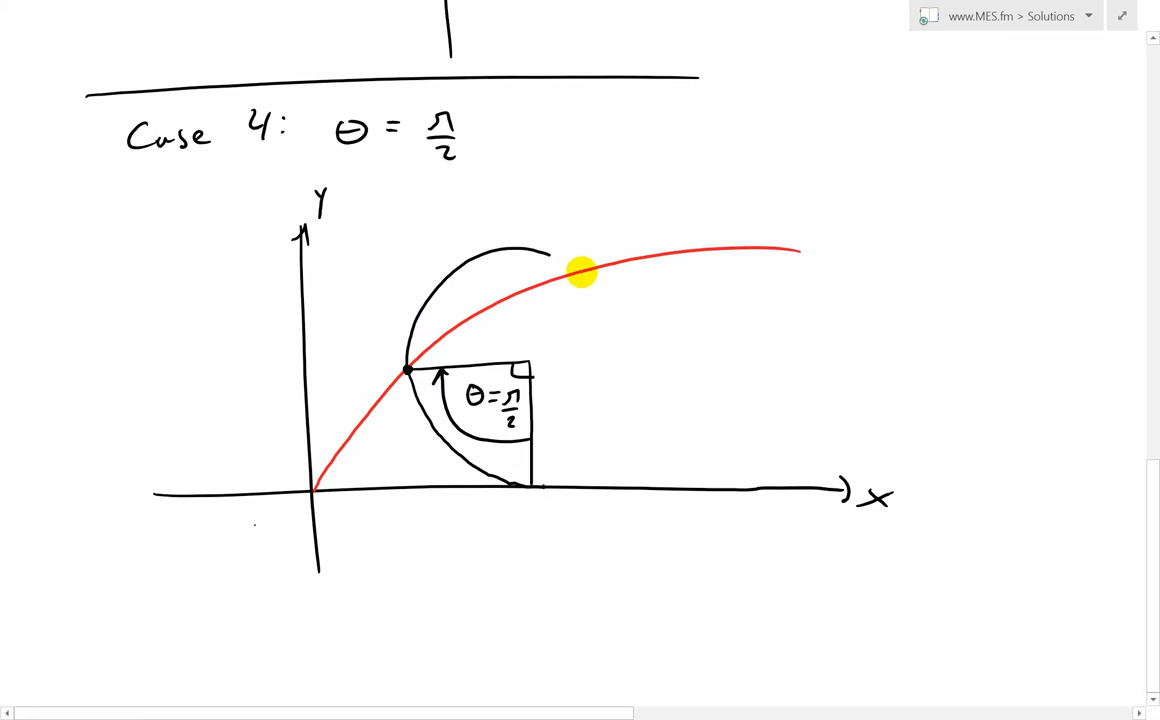 www.MES.fm > Solutions
Case 4: θ = π/2
Y
θ = π/2
X